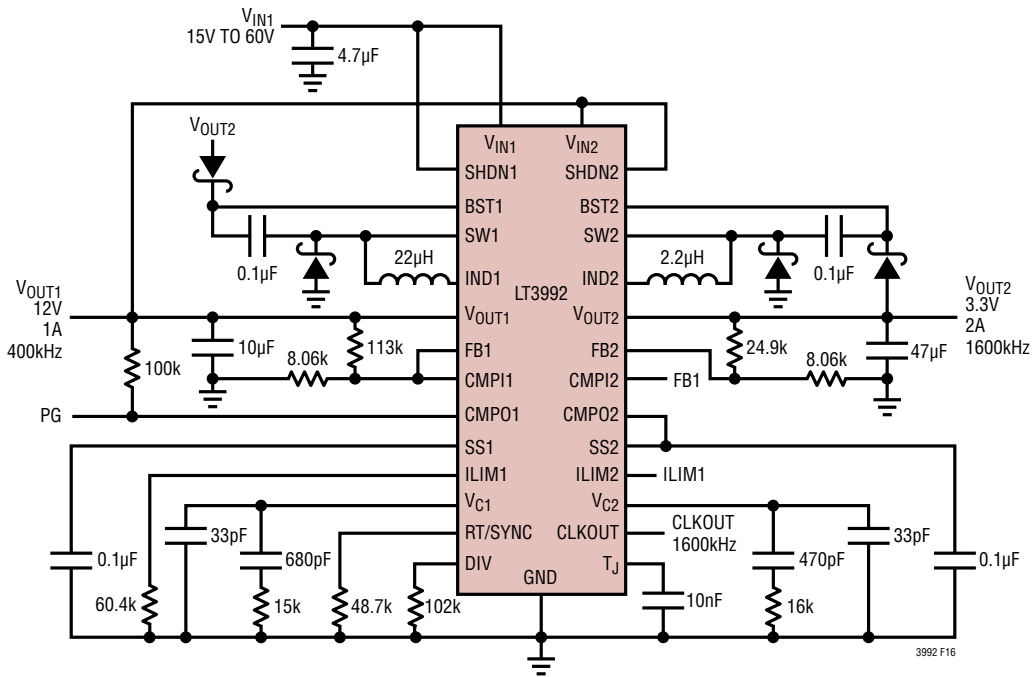 VIN1
15V TO 60V
4.7µF
VOUT2
VIN1
VIN2
SHDN1
SHDN2
BST1
BST2
SW1
SW2
0.1µF
22µH
2.2µH
0.1µF
IND1
IND2
LT3992
VOUT1
12V
1A
400kHz
VOUT1
VOUT2
VOUT2
3.3V
2A
1600kHz
10µF
113k
24.9k
47µF
100k
8.06k
8.06k
FB1
FB2
CMPI1
CMPI2
FB1
PG
CMPO1
CMPO2
SS1
SS2
ILIM1
ILIM2
ILIM1
VC1
VC2
RT/SYNC
CLKOUT
CLKOUT
1600kHz
DIV
TJ
GND
0.1µF
33pF
680pF
470pF
33pF
0.1µF
60.4k
15k
48.7k
102k
10nF
16k
3992 F16